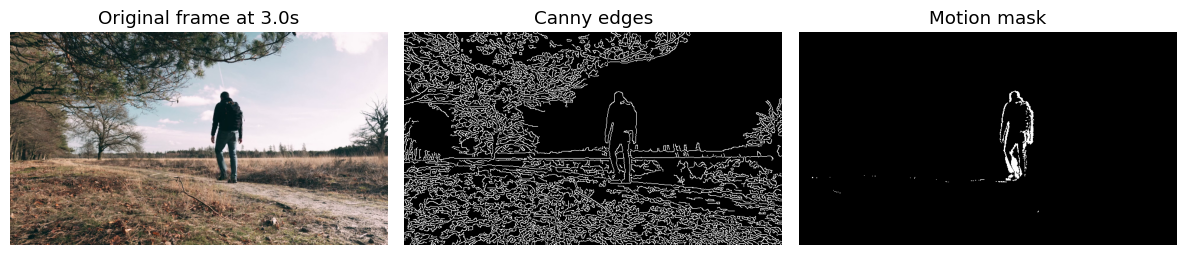 Original frame at 3.0s
Canny edges
Motion mask